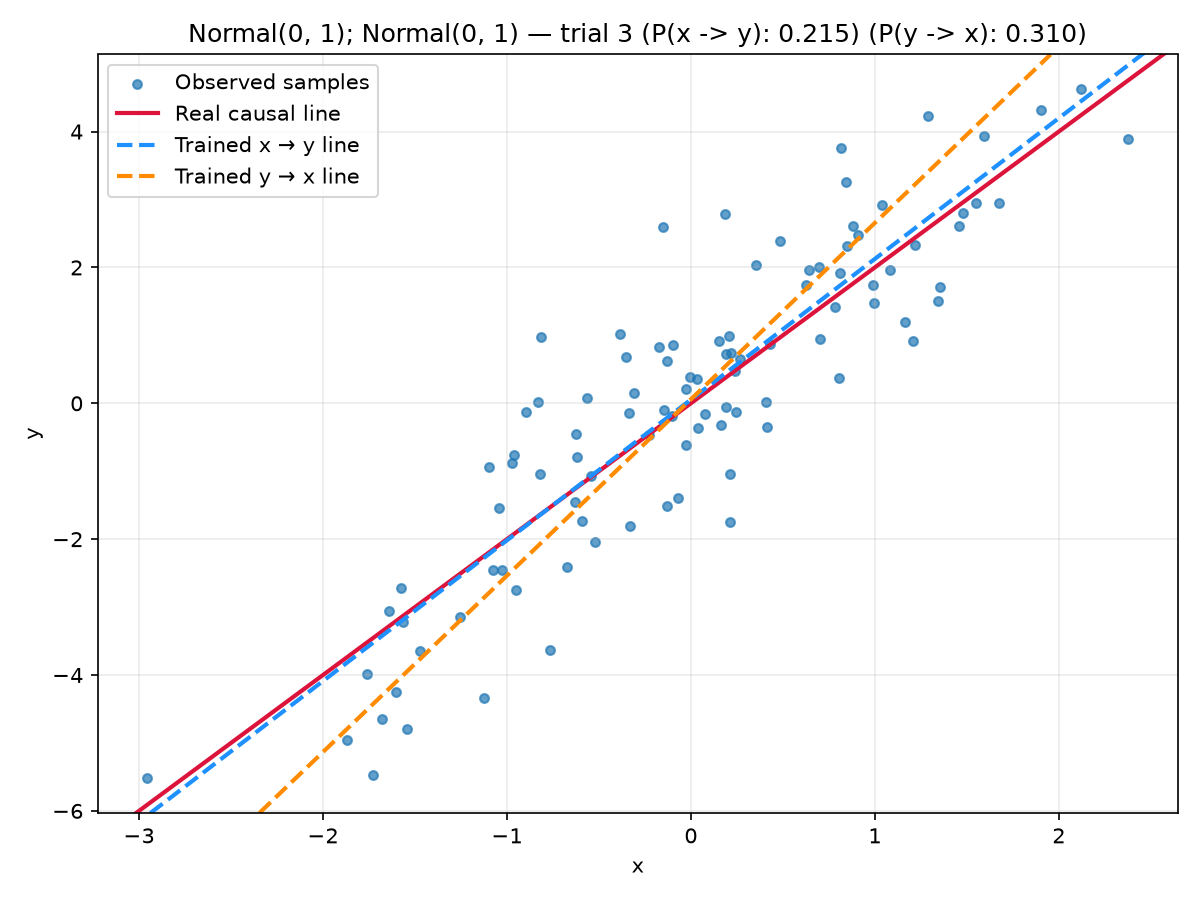 Normal(0, 1); Normal(0, 1) — trial 3 (P(x -> y): 0.215) (P(y -> x): 0.310)
Observed samples
Real causal line
Trained x → y line
Trained y → x line
4
2
0
−2
−4
−6
y
−3
−2
−1
0
1
2
x